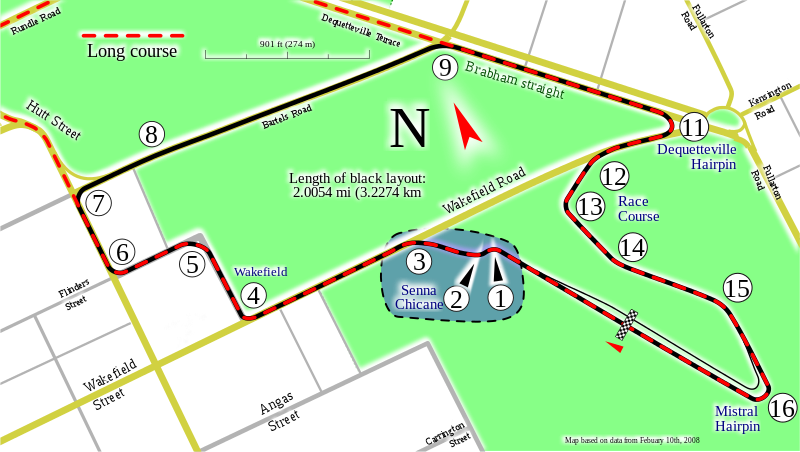 Rundle Road
Long course
Dequetteville Terrace
901 ft (274 m)
Fullarton
Road
Hutt Street
8
Bartels Road
9
Brabham straight
N
Kensington
Road
11
Dequetteville
Hairpin
Length of black layout:
2.0054 mi (3.2274 km
Wakefield Road
12
13
Race
Course
Fullarton
Road
7
6
5
14
3
Wakefield
4
Senna
Chicane
2
1
15
Flinders
Street
Wakefield
Street
Angas
Street
Carrington
Street
16
Mistral
Hairpin
Map based on data from Febuary 10th, 2008